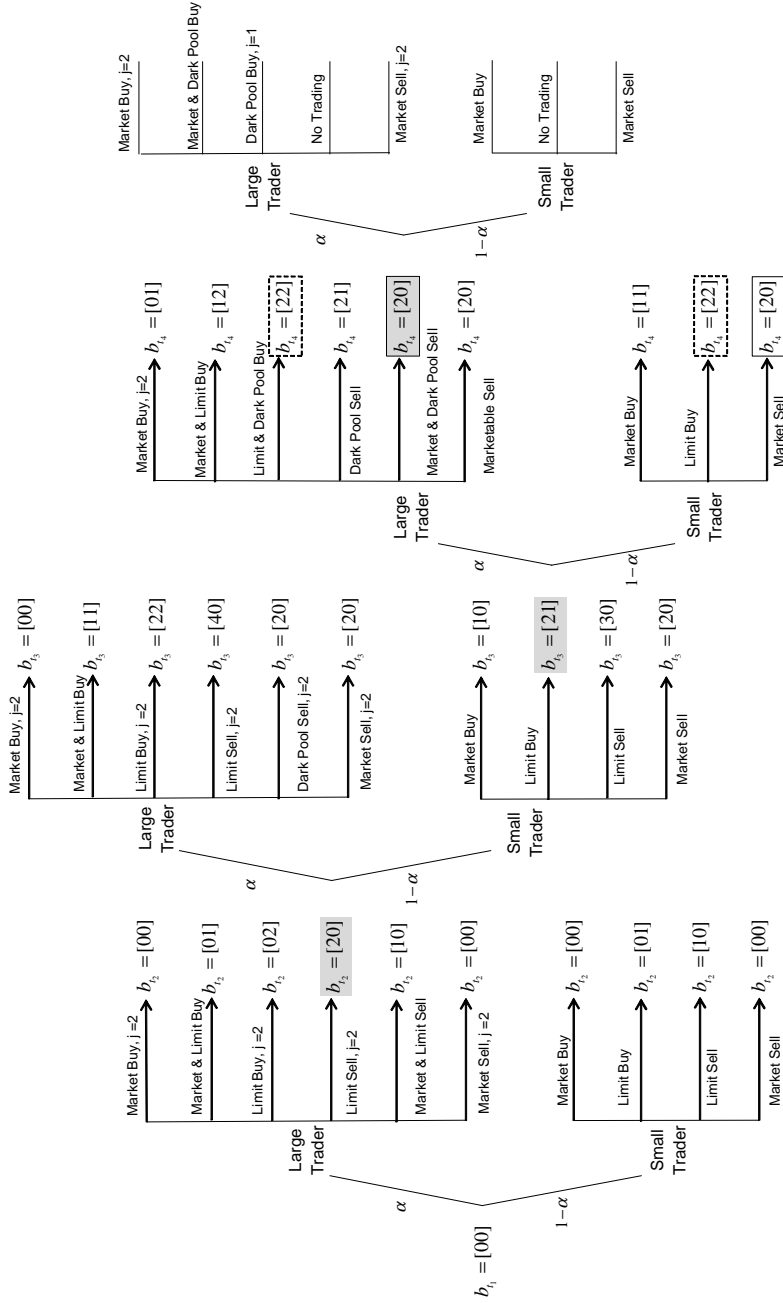 b_{t_1} = [00]
α
1−α
Large
Trader
Market Buy, j =2
b_{t_2} = [00]
Market & Limit Buy
b_{t_2} = [01]
Limit Buy, j=2
b_{t_2} = [02]
Limit Sell, j=2
b_{t_2} = [20]
Market & Limit Sell
b_{t_2} = [10]
Market Sell, j=2
b_{t_2} = [00]
Small
Trader
Market Buy
b_{t_2} = [00]
Limit Buy
b_{t_2} = [01]
Limit Sell
b_{t_2} = [10]
Market Sell
b_{t_2} = [00]
α
1−α
Large
Trader
Market Buy, j=2
b_{t_3} = [00]
Market & Limit Buy
b_{t_3} = [11]
Limit Buy, j =2
b_{t_3} = [22]
Limit Sell, j=2
b_{t_3} = [40]
Dark Pool Sell, j=2
b_{t_3} = [20]
Market Sell, j=2
b_{t_3} = [20]
Small
Trader
Market Buy
b_{t_3} = [10]
Limit Buy
b_{t_3} = [21]
Limit Sell
b_{t_3} = [30]
Market Sell
b_{t_3} = [20]
α
1−α
Large
Trader
Market Buy, j=2
b_{t_4} = [01]
Market & Limit Buy
b_{t_4} = [12]
Limit & Dark Pool Buy
b_{t_4} = [22]
Dark Pool Sell
b_{t_4} = [21]
Market & Dark Pool Sell
b_{t_4} = [20]
Marketable Sell
b_{t_4} = [20]
Small
Trader
Market Buy
b_{t_4} = [11]
Limit Buy
b_{t_4} = [22]
Market Sell
b_{t_4} = [20]
α
1−α
Large
Trader
Market Buy, j=2
Market & Dark Pool Buy
Dark Pool Buy, j=1
No Trading
Market Sell, j=2
Small
Trader
Market Buy
No Trading
Market Sell